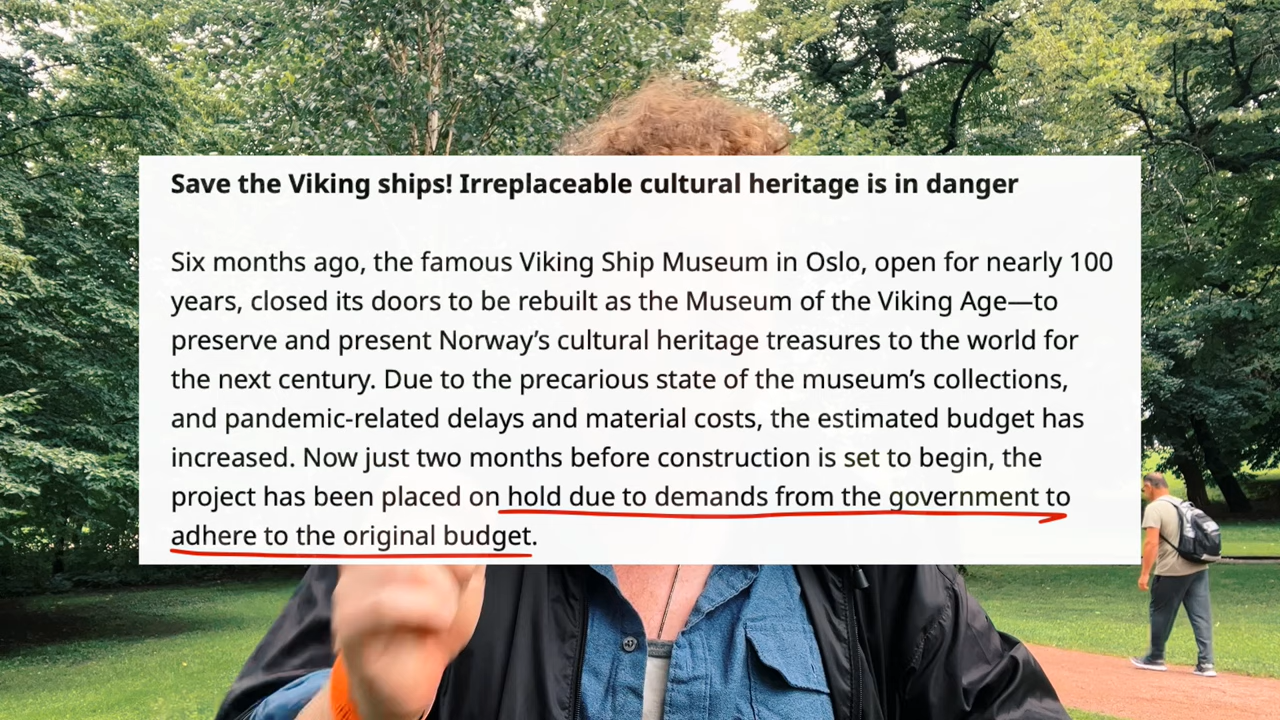 Save the Viking ships! Irreplaceable cultural heritage is in danger
Six months ago, the famous Viking Ship Museum in Oslo, open for nearly 100
years, closed its doors to be rebuilt as the Museum of the Viking Age—to
preserve and present Norway’s cultural heritage treasures to the world for
the next century. Due to the precarious state of the museum’s collections,
and pandemic-related delays and material costs, the estimated budget has
increased. Now just two months before construction is set to begin, the
project has been placed on hold due to demands from the government to
adhere to the original budget.